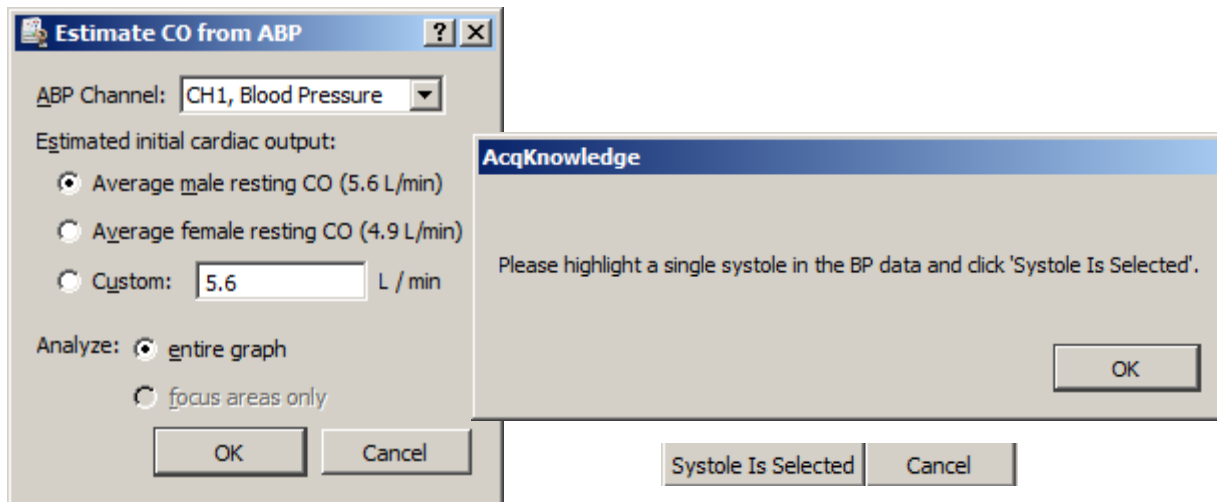 Estimate CO from ABP
?
ABP Channel: CH1, Blood Pressure
Estimated initial cardiac output:
Average male resting CO (5.6 L/min)
Average female resting CO (4.9 L/min)
Custom: 5.6 L / min
Analyze: entire graph
focus areas only
OK Cancel
AcqKnowledge
Please highlight a single systole in the BP data and click 'Systole Is Selected'.
OK
Systole Is Selected Cancel